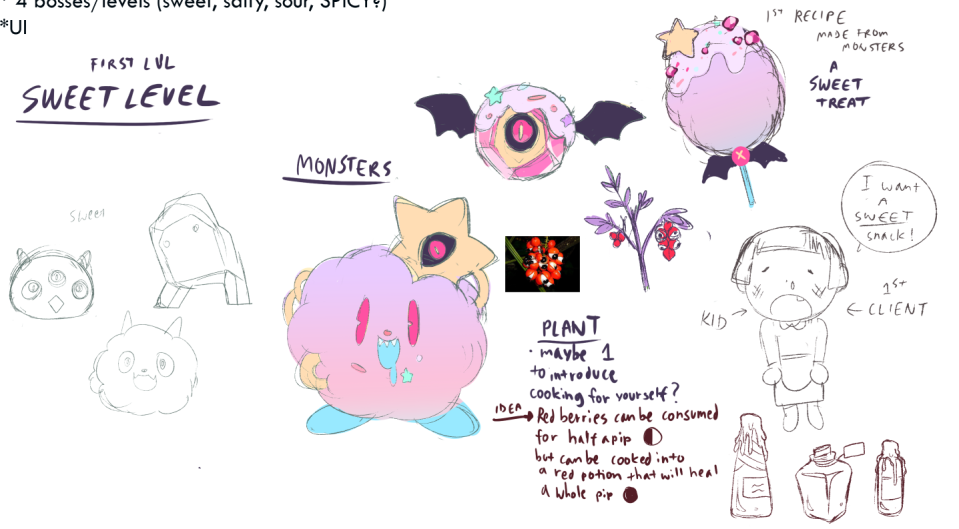 * 4 bosses/levels (sweet, salty, sour, SPICY?)
*UI
FIRST LVL
SWEET LEVEL
MONSTERS
sweet
1ST RECIPE
MADE FROM
MONSTERS
A
SWEET
TREAT
I want
A
SWEET
snack!
1st
KID → ← CLIENT
PLANT
· maybe 1
to introduce
cooking for yourself?
IDEA → Red berries can be consumed
for half a pip
but can be cooked into
a red potion that will heal
a whole pip